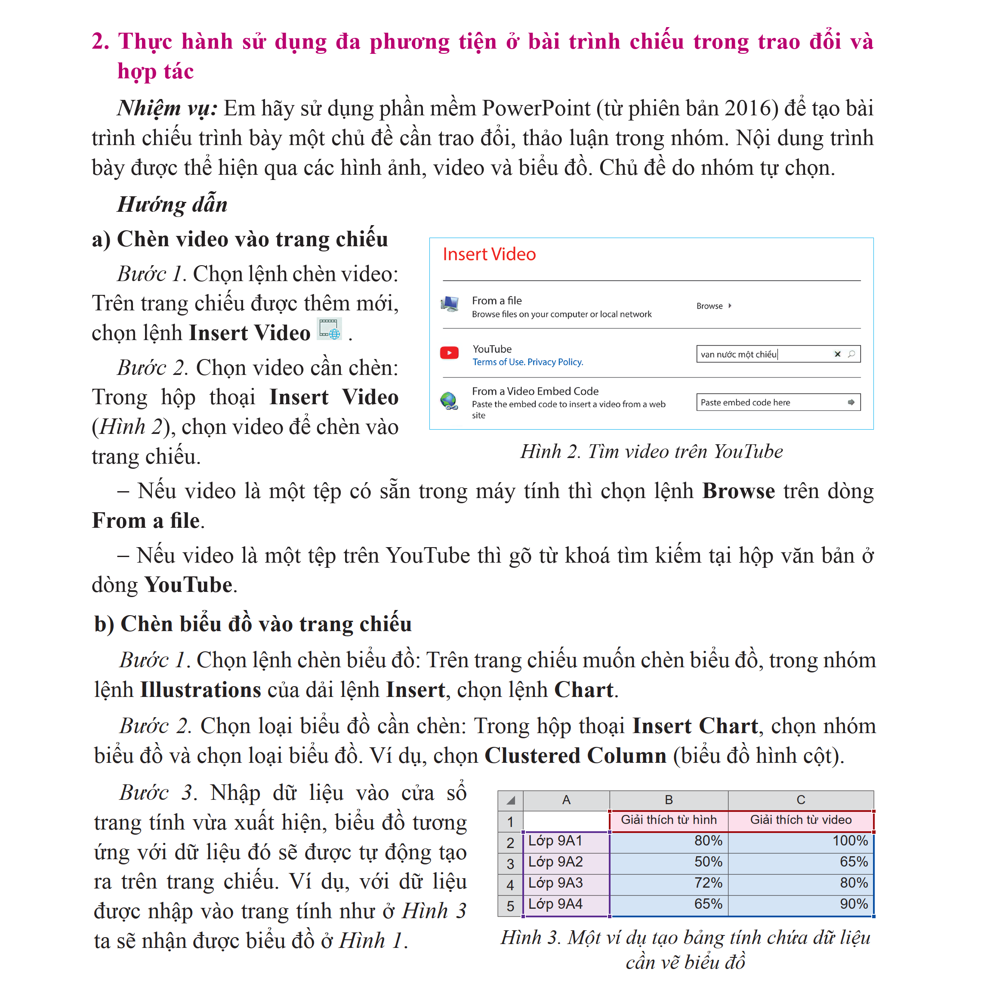 2. Thực hành sử dụng đa phương tiện ở bài trình chiếu trong trao đổi và
hợp tác
Nhiệm vụ: Em hãy sử dụng phần mềm PowerPoint (từ phiên bản 2016) để tạo bài
trình chiếu trình bày một chủ đề cần trao đổi, thảo luận trong nhóm. Nội dung trình
bày được thể hiện qua các hình ảnh, video và biểu đồ. Chủ đề do nhóm tự chọn.
Hướng dẫn
a) Chèn video vào trang chiếu
Bước 1. Chọn lệnh chèn video:
Trên trang chiếu được thêm mới,
chọn lệnh Insert Video .
Bước 2. Chọn video cần chèn:
Trong hộp thoại Insert Video
(Hình 2), chọn video để chèn vào
trang chiếu.
Insert Video
From a file
Browse files on your computer or local network
Browse
YouTube
Terms of Use. Privacy Policy.
van nước một chiều
From a Video Embed Code
Paste the embed code to insert a video from a web
site
Paste embed code here
Hình 2. Tìm video trên YouTube
– Nếu video là một tệp có sẵn trong máy tính thì chọn lệnh Browse trên dòng
From a file.
– Nếu video là một tệp trên YouTube thì gõ từ khoá tìm kiếm tại hộp văn bản ở
dòng YouTube.
b) Chèn biểu đồ vào trang chiếu
Bước 1. Chọn lệnh chèn biểu đồ: Trên trang chiếu muốn chèn biểu đồ, trong nhóm
lệnh Illustrations của dải lệnh Insert, chọn lệnh Chart.
Bước 2. Chọn loại biểu đồ cần chèn: Trong hộp thoại Insert Chart, chọn nhóm
biểu đồ và chọn loại biểu đồ. Ví dụ, chọn Clustered Column (biểu đồ hình cột).
Bước 3. Nhập dữ liệu vào cửa sổ
trang tính vừa xuất hiện, biểu đồ tương
ứng với dữ liệu đó sẽ được tự động tạo
ra trên trang chiếu. Ví dụ, với dữ liệu
được nhập vào trang tính như ở Hình 3
ta sẽ nhận được biểu đồ ở Hình 1.
A B C
1 Giải thích từ hình Giải thích từ video
2 Lớp 9A1 80% 100%
3 Lớp 9A2 50% 65%
4 Lớp 9A3 72% 80%
5 Lớp 9A4 65% 90%
Hình 3. Một ví dụ tạo bảng tính chứa dữ liệu
cần vẽ biểu đồ